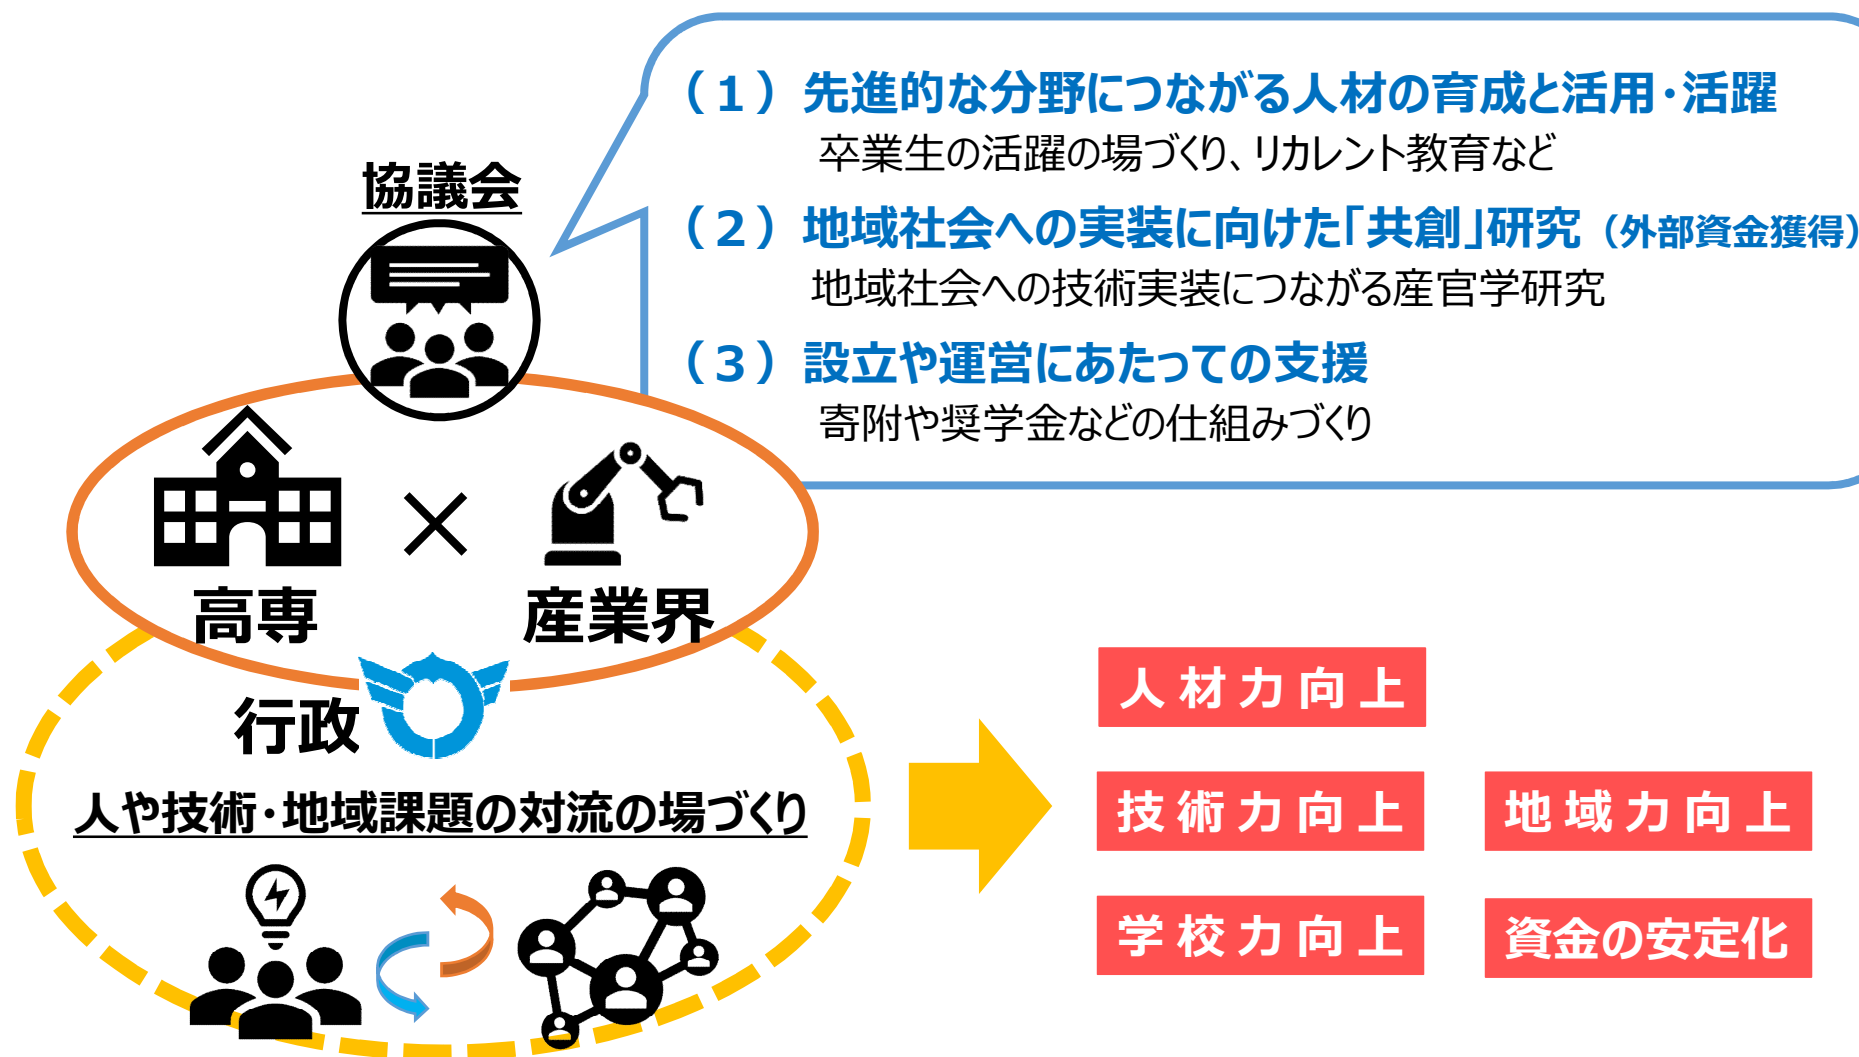 （１）先進的な分野につながる人材の育成と活用・活躍
卒業生の活躍の場づくり、リカレント教育など
（２）地域社会への実装に向けた「共創」研究（外部資金獲得）
地域社会への技術実装につながる産官学研究
（３）設立や運営にあたっての支援
寄附や奨学金などの仕組みづくり
協議会
高専
×
産業界
行政
人や技術・地域課題の対流の場づくり
人材力向上
技術力向上
地域力向上
学校力向上
資金の安定化